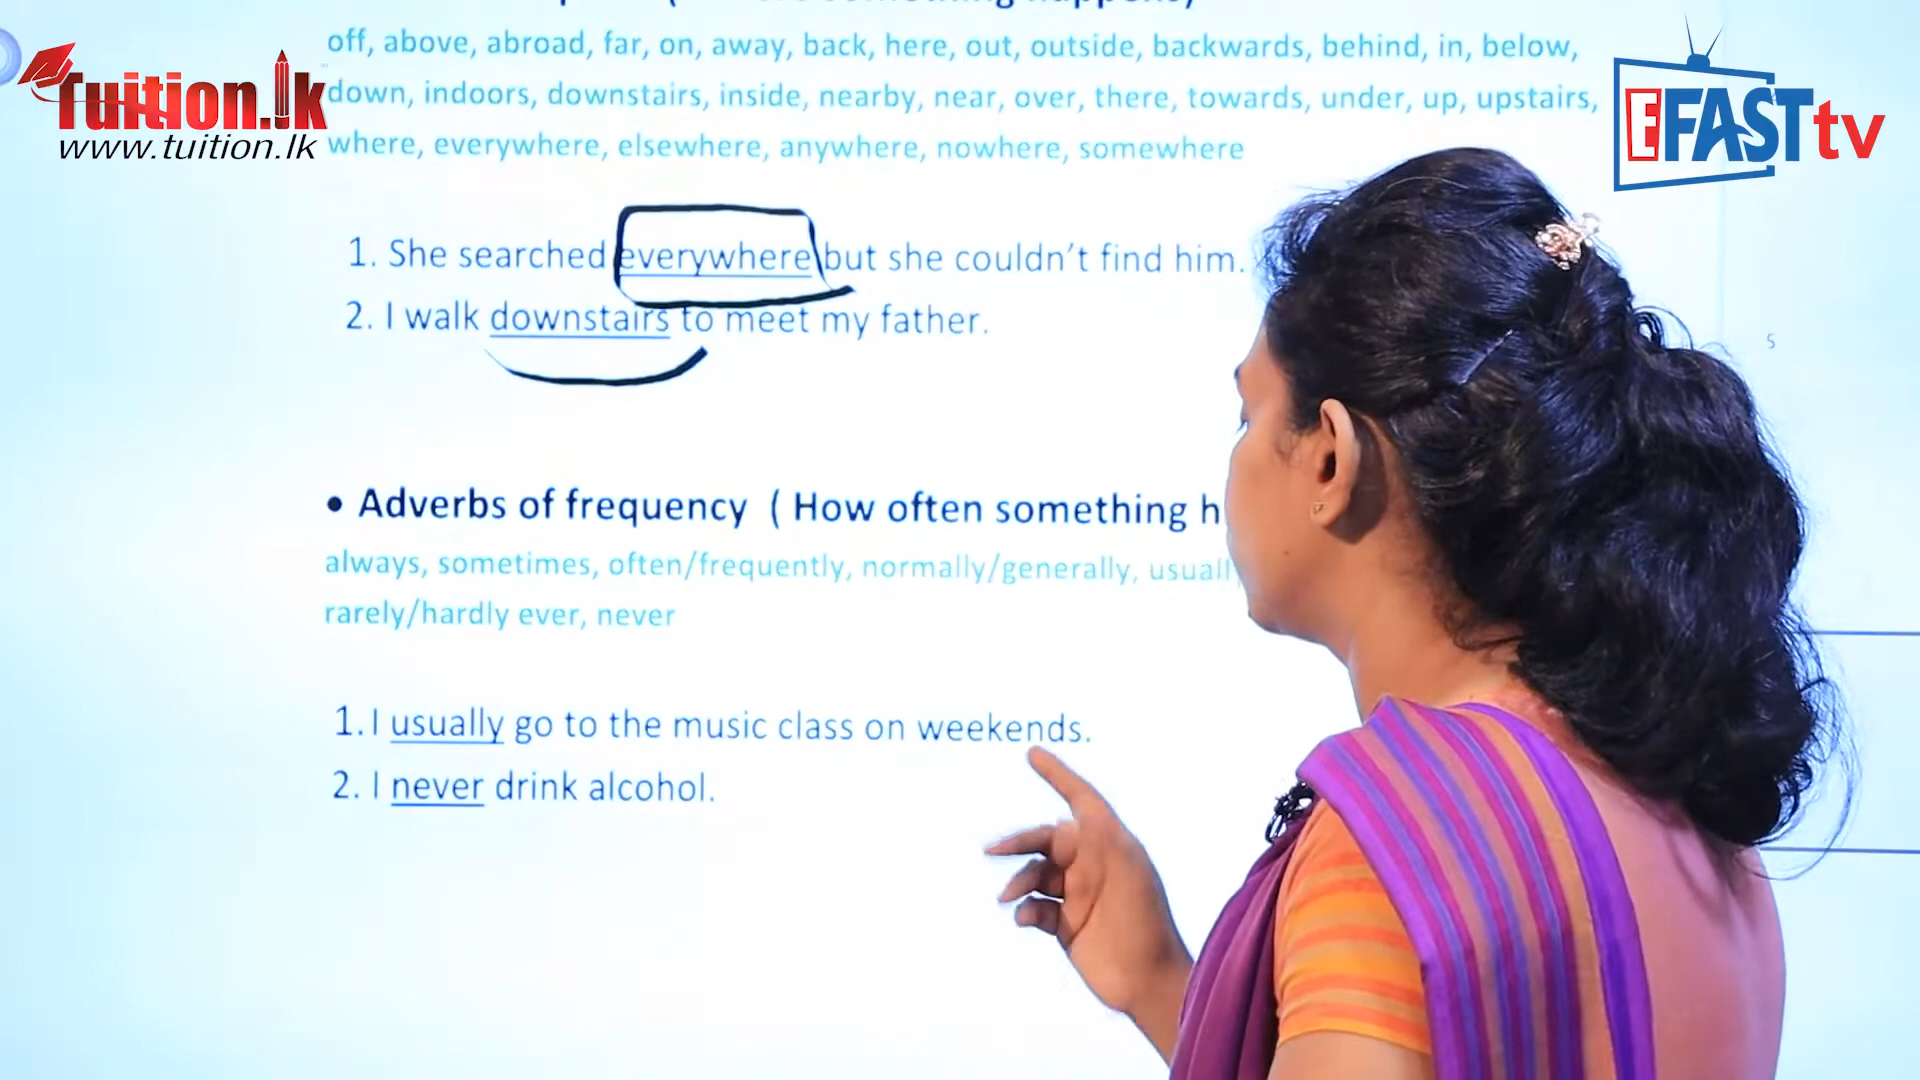 off, above, abroad, far, on, away, back, here, out, outside, backwards, behind, in, below,
down, indoors, downstairs, inside, nearby, near, over, there, towards, under, up, upstairs,
where, everywhere, elsewhere, anywhere, nowhere, somewhere
Tuition.lk
www.tuition.lk
EFAST tv
1. She searched everywhere but she couldn't find him.
2. I walk downstairs to meet my father.
5
• Adverbs of frequency ( How often something h
always, sometimes, often/frequently, normally/generally, usuall
rarely/hardly ever, never
1. I usually go to the music class on weekends.
2. I never drink alcohol.